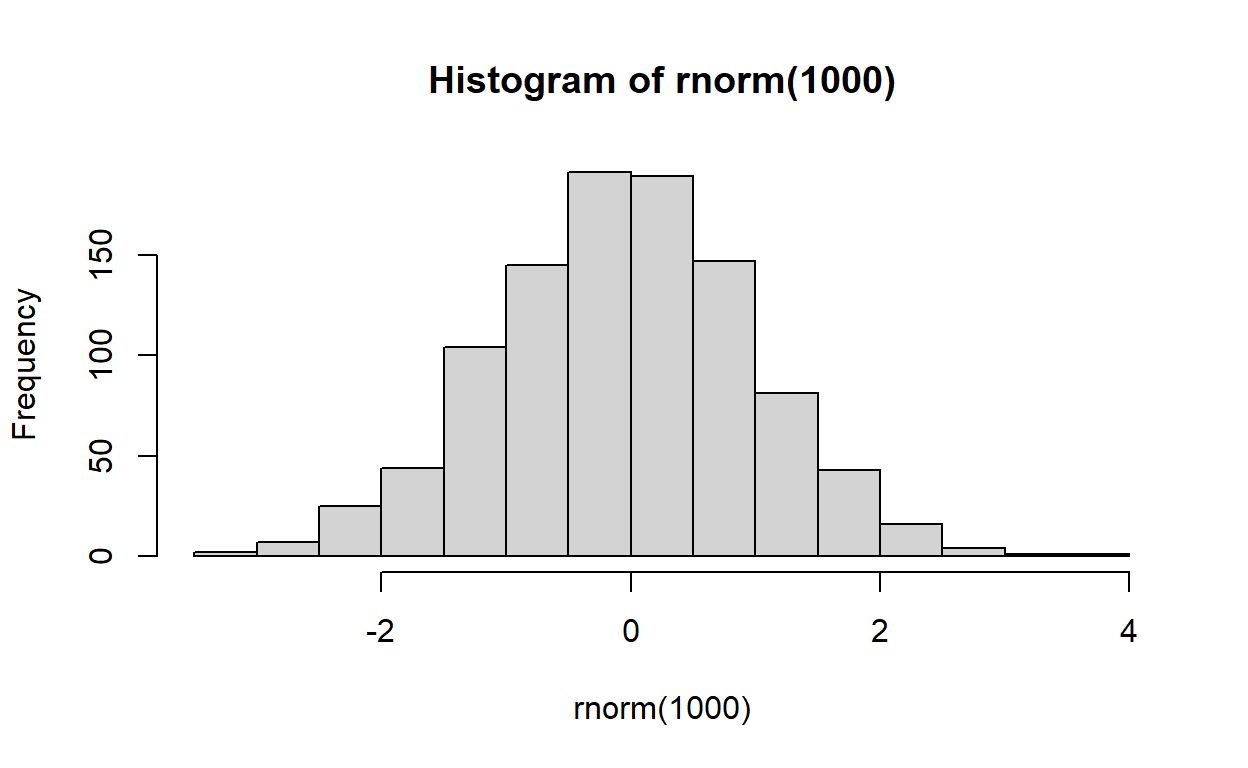 Histogram of rnorm(1000)
Frequency
150
100
50
0
-2 0 2 4
rnorm(1000)